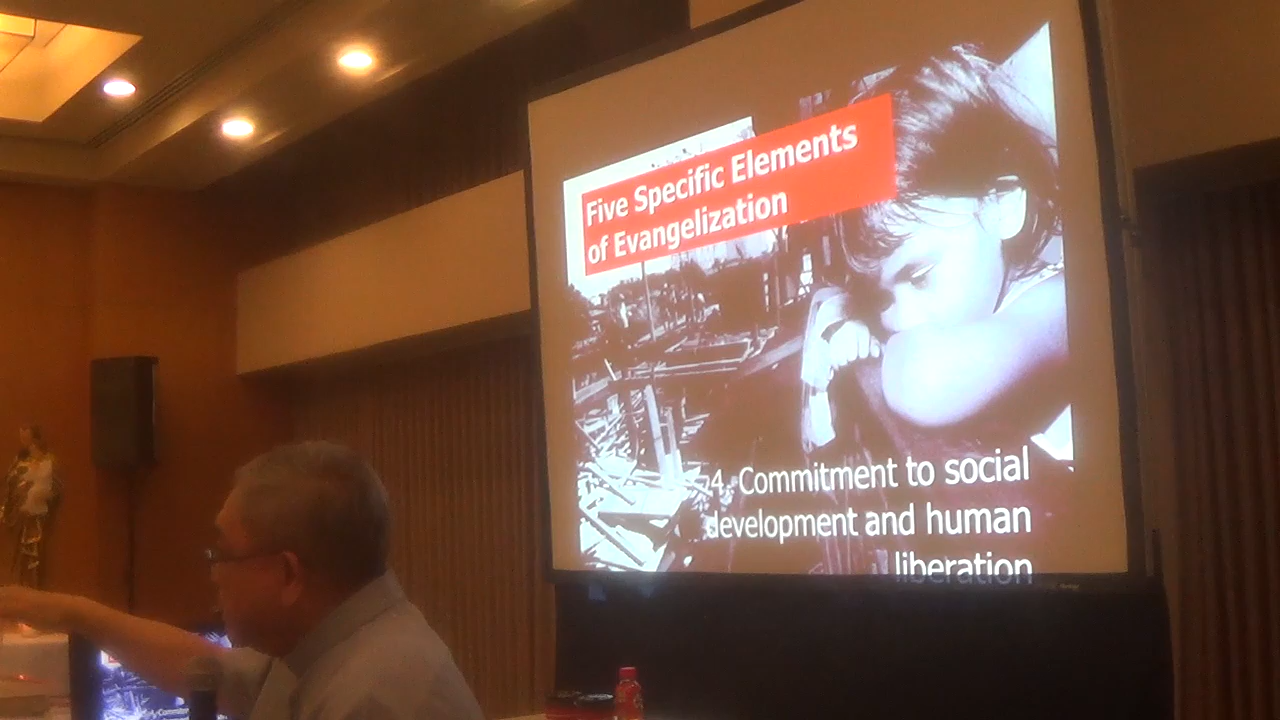 Five Specific Elements
of Evangelization
4. Commitment to social
development and human
liberation